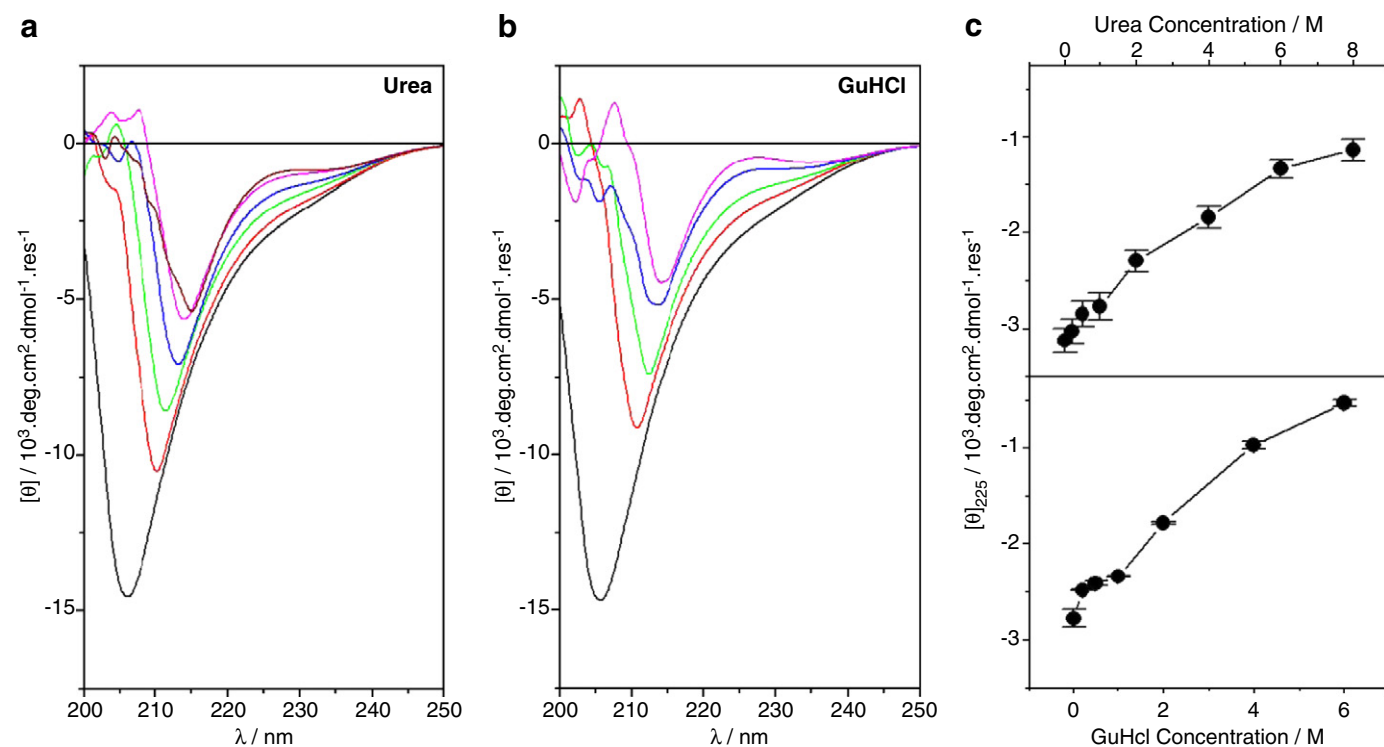 a
b
c
Urea Concentration / M
0 2 4 6 8
Urea
GuHCl
0
-5
-10
-15
[θ] / 10³.deg.cm².dmol⁻¹.res⁻¹
200 210 220 230 240 250
λ / nm
0
-5
-10
-15
[θ] / 10³.deg.cm².dmol⁻¹.res⁻¹
200 210 220 230 240 250
λ / nm
-1
-2
-3
-1
-2
-3
[θ]₂₂₅ / 10³.deg.cm².dmol⁻¹.res⁻¹
0 2 4 6
GuHcl Concentration / M